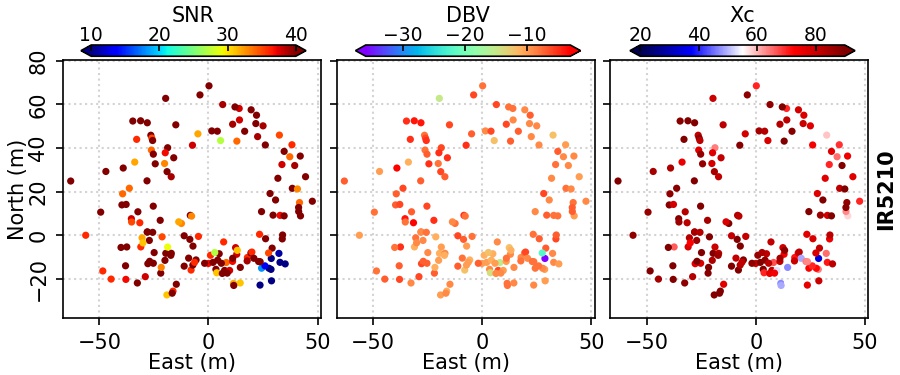 SNR DBV Xc
10 20 30 40 −30 −20 −10 20 40 60 80
80
60
40
20
0
−20
North (m)
IR5210
−50 0 50 −50 0 50 −50 0 50
East (m) East (m) East (m)